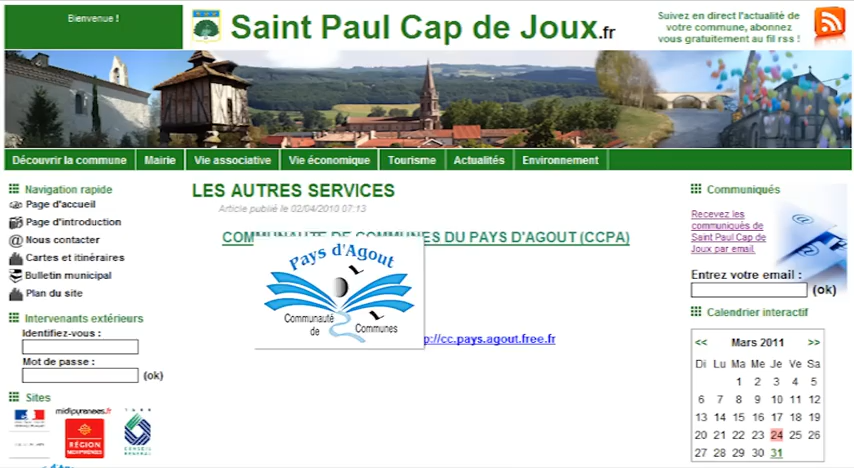 Bienvenue !
Saint Paul Cap de Joux.fr
Suivez en direct l'actualité de
votre commune, abonnez
vous gratuitement au fil rss !
Découvrir la commune Mairie Vie associative Vie économique Tourisme Actualités Environnement
Navigation rapide
Page d'accueil
Page d'introduction
Nous contacter
Cartes et itinéraires
Bulletin municipal
Plan du site
Intervenants extérieurs
Identifiez-vous :
Mot de passe :
(ok)
Sites
midipyrenees.fr
RÉGION
MIDI-PYRÉNÉES
TARN
CONSEIL
GENERAL
LES AUTRES SERVICES
Article publié le 02/04/2010 07:13
COMMUNAUTE DE COMMUNES DU PAYS D'AGOUT (CCPA)
Pays d'Agout
Communauté
de Communes
p://cc.pays.agout.free.fr
Communiqués
Recevez les
communiqués de
Saint Paul Cap de
Joux par email.
Entrez votre email :
(ok)
Calendrier interactif
<< Mars 2011 >>
Di Lu Ma Me Je Ve Sa
1 2 3 4 5
6 7 8 9 10 11 12
13 14 15 16 17 18 19
20 21 22 23 24 25 26
27 28 29 30 31